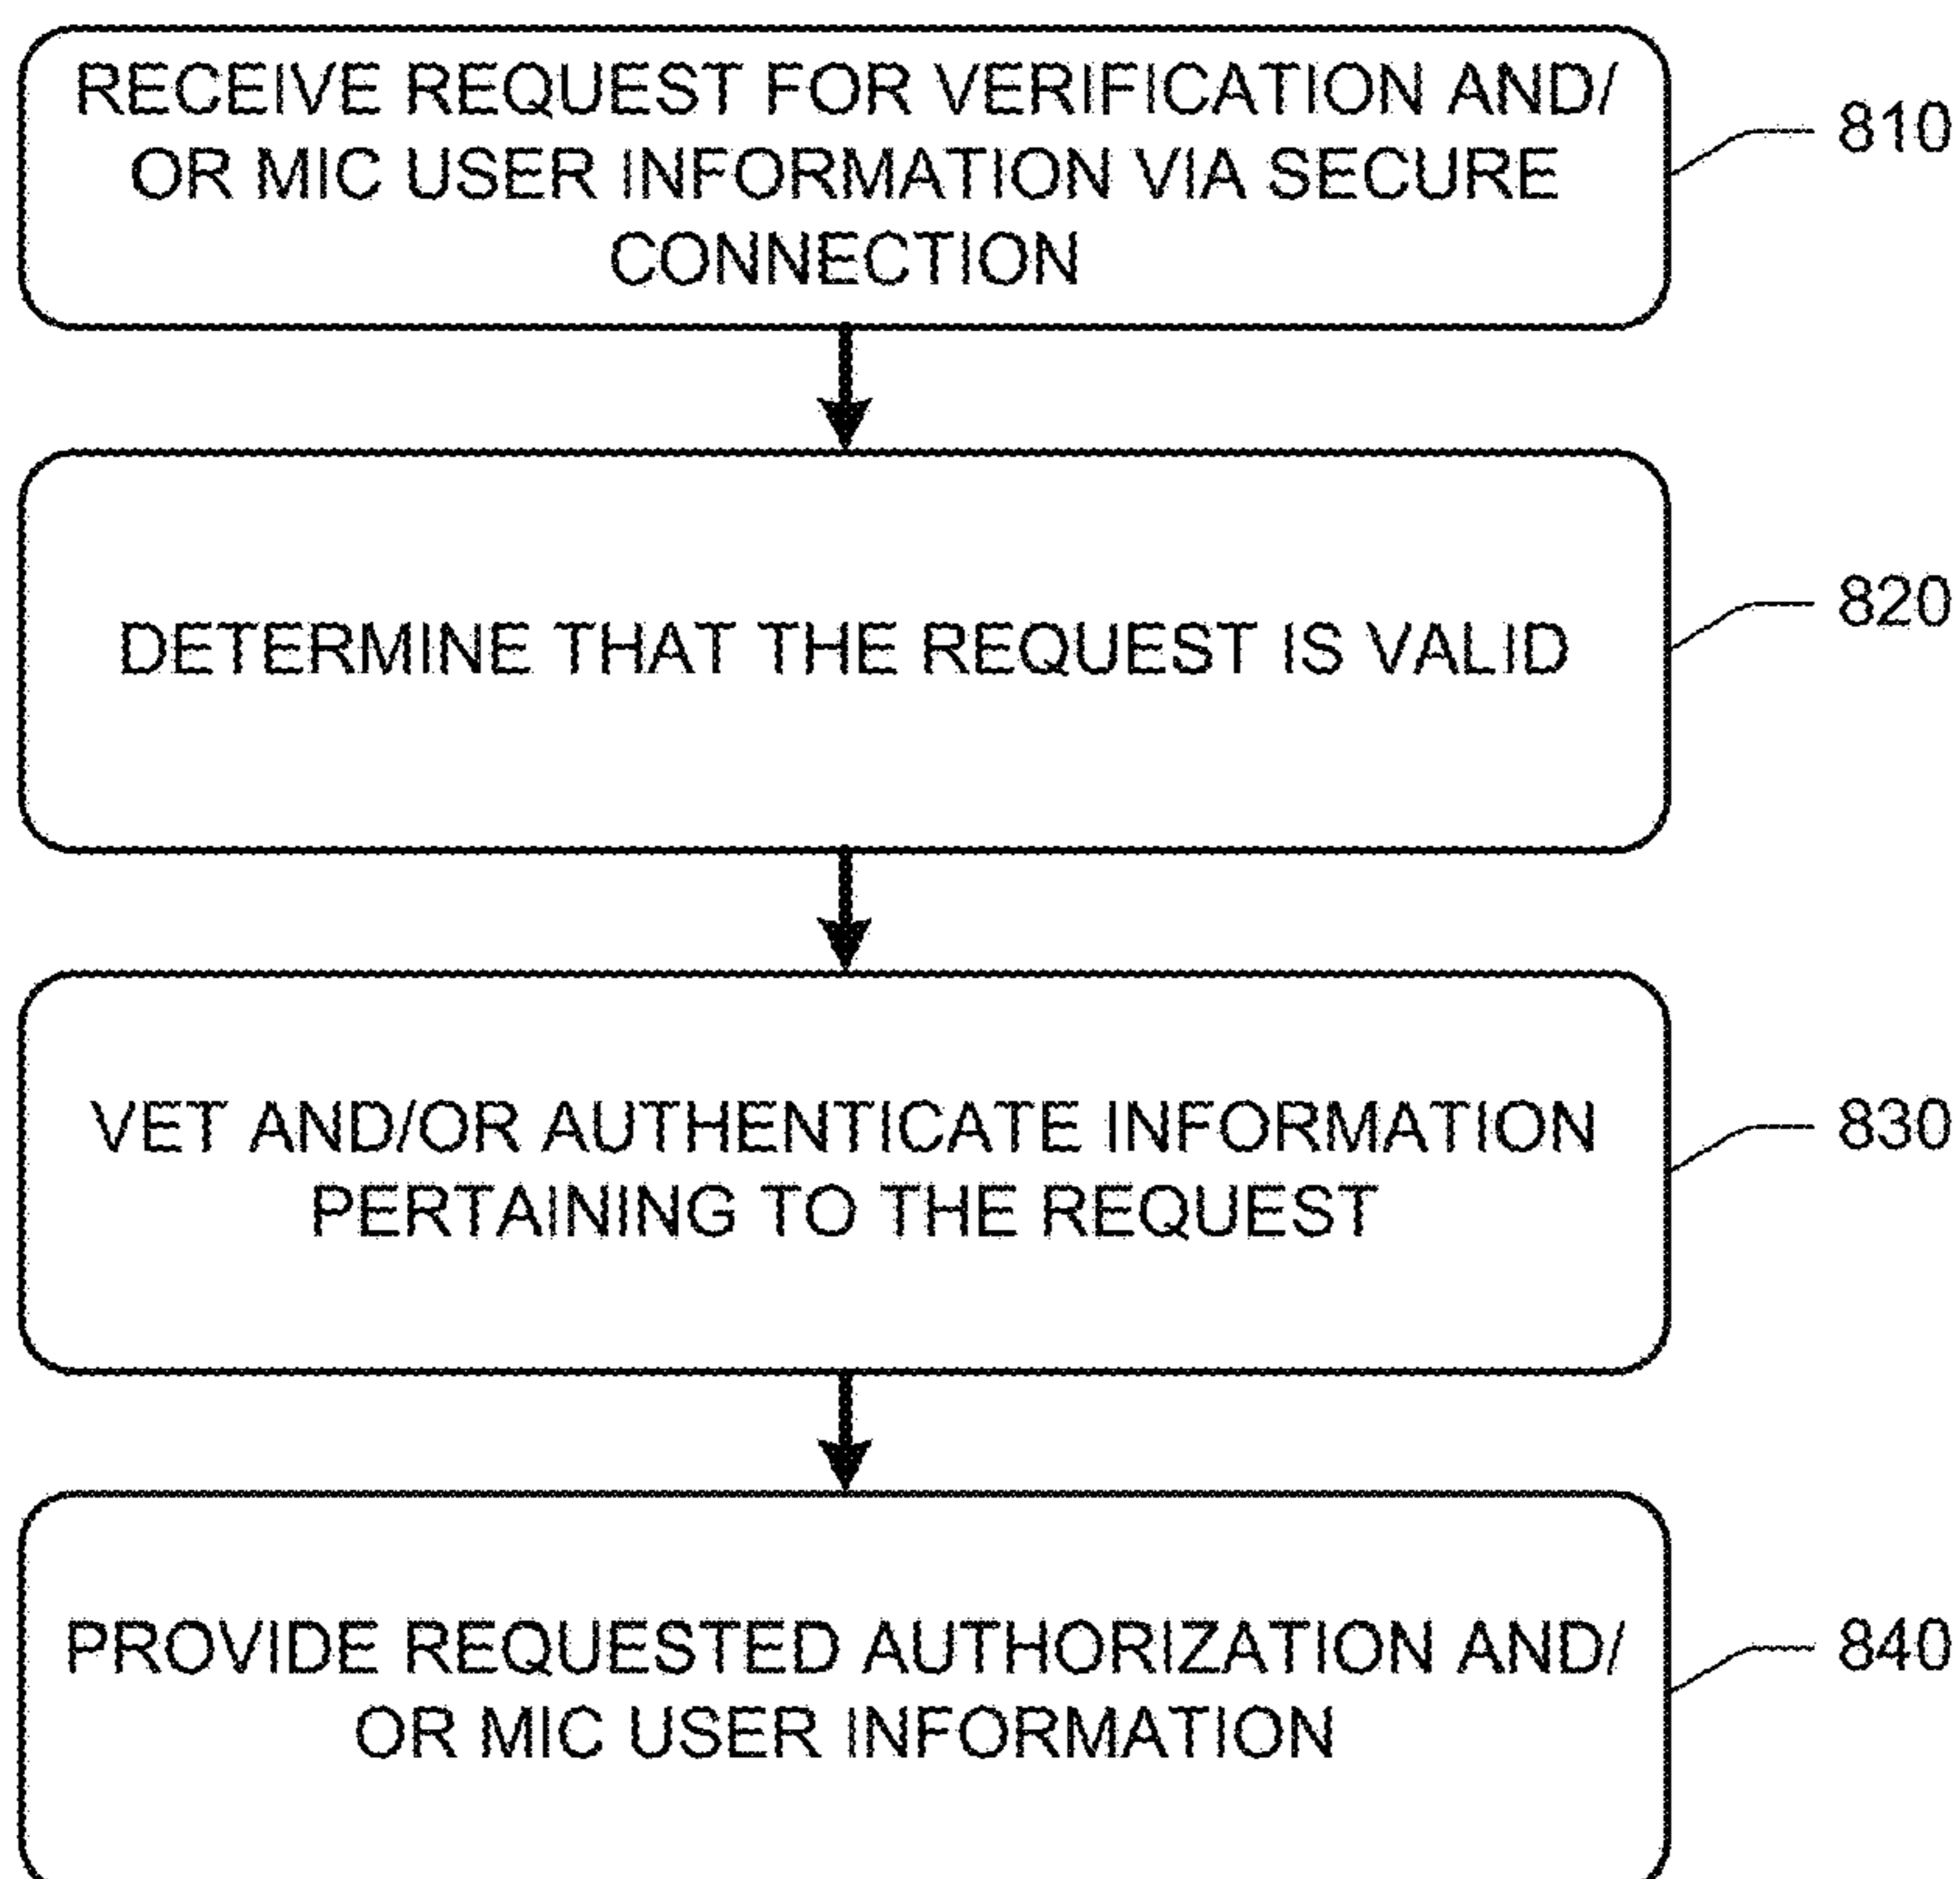 RECEIVE REQUEST FOR VERIFICATION AND/
OR MIC USER INFORMATION VIA SECURE
CONNECTION
810
DETERMINE THAT THE REQUEST IS VALID
820
VET AND/OR AUTHENTICATE INFORMATION
PERTAINING TO THE REQUEST
830
PROVIDE REQUESTED AUTHORIZATION AND/
OR MIC USER INFORMATION
840